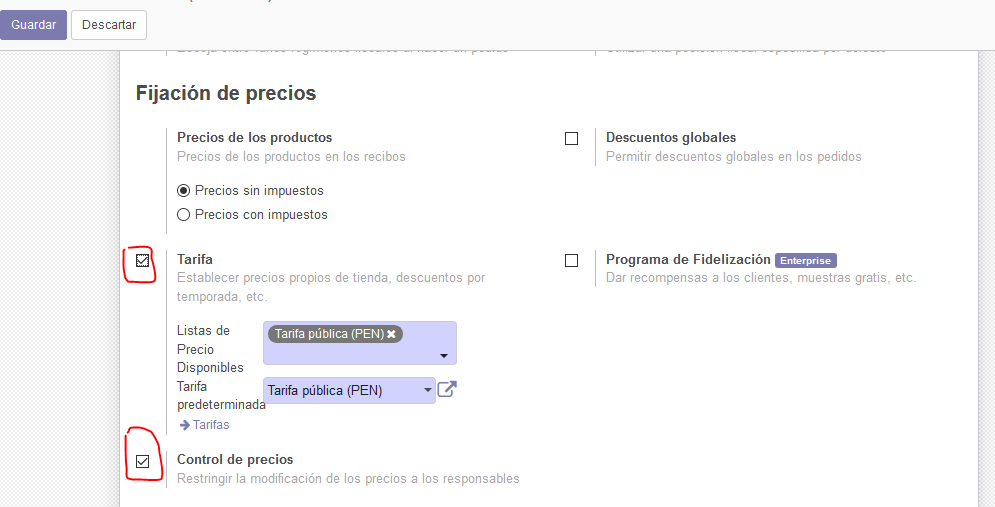 Guardar
Descartar
Fijación de precios
Precios de los productos
Precios de los productos en los recibos
Precios sin impuestos
Precios con impuestos
Descuentos globales
Permitir descuentos globales en los pedidos
Tarifa
Establecer precios propios de tienda, descuentos por
temporada, etc.
Programa de Fidelización Enterprise
Dar recompensas a los clientes, muestras gratis, etc.
Listas de
Precio
Disponibles
Tarifa pública (PEN)
Tarifa
predeterminada
Tarifa pública (PEN)
Tarifas
Control de precios
Restringir la modificación de los precios a los responsables